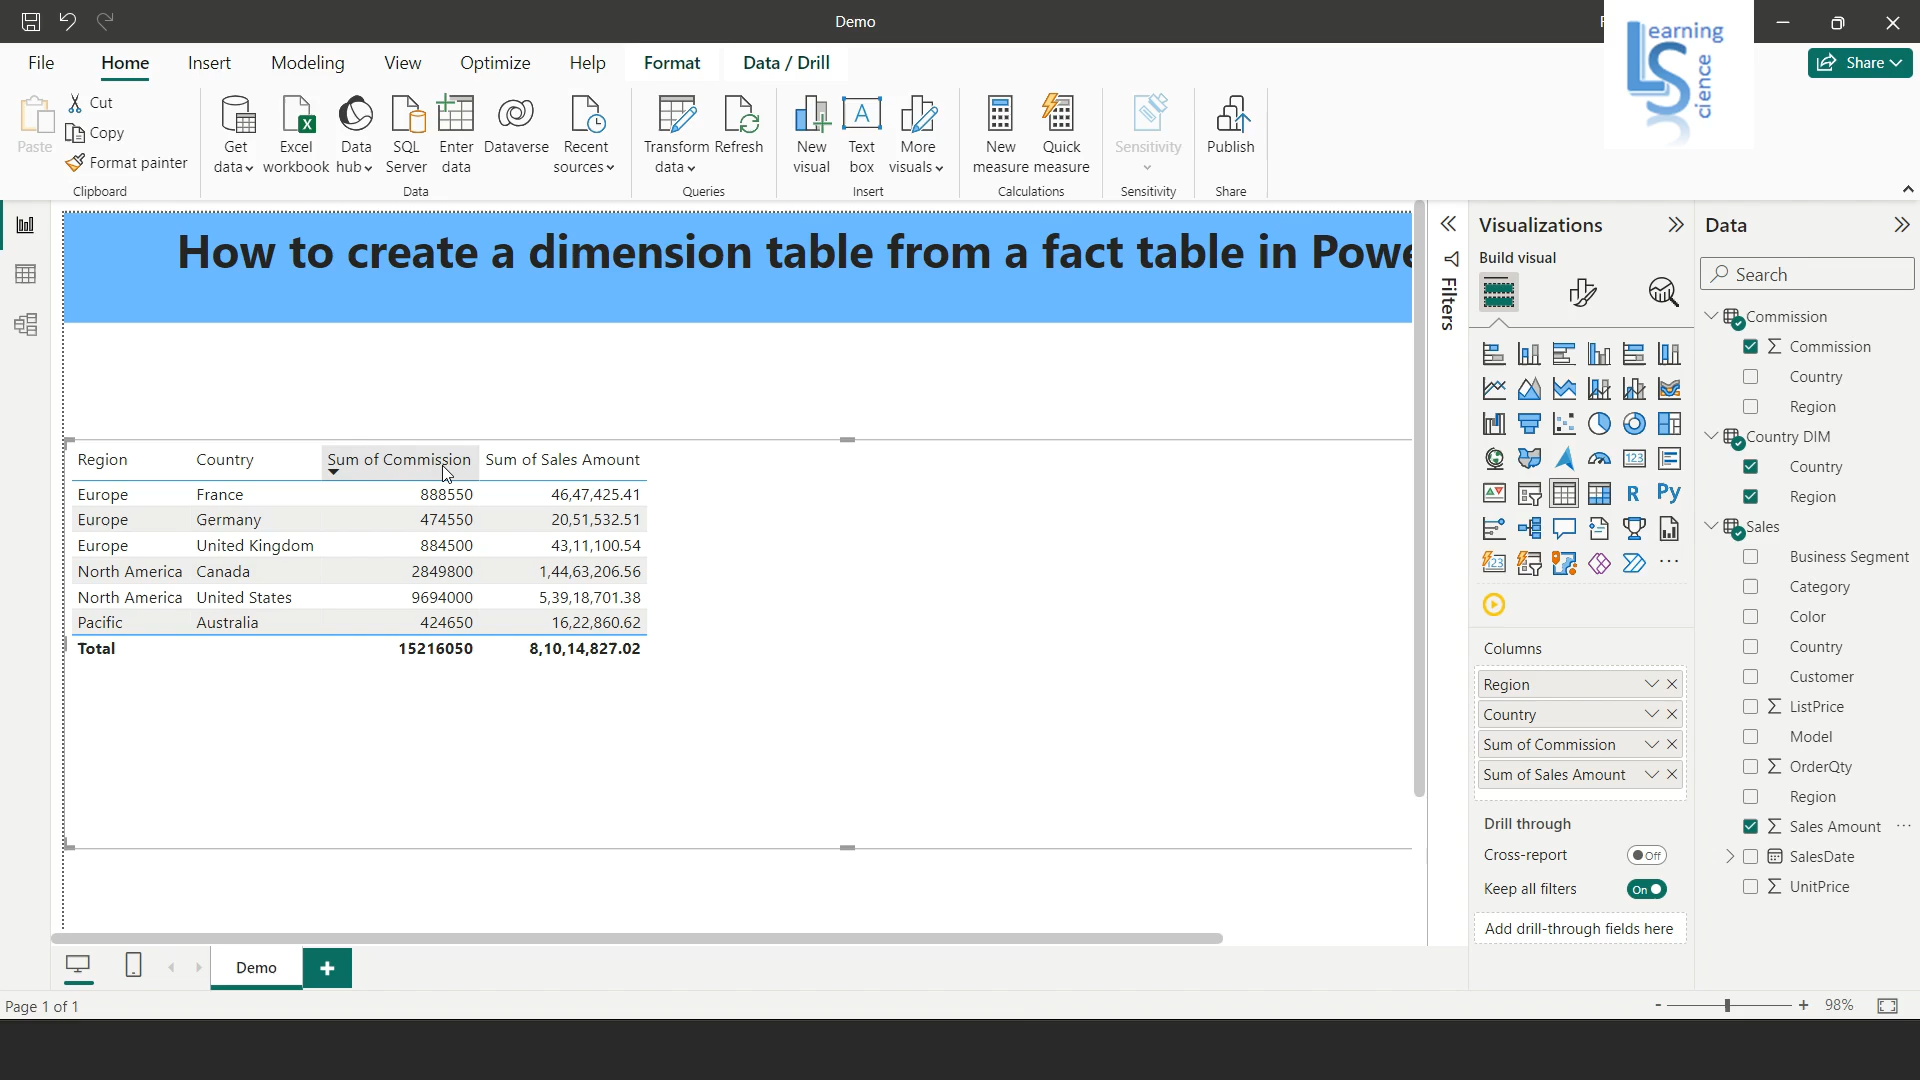 Demo
Learning Science
File Home Insert Modeling View Optimize Help Format Data / Drill
Share
Paste
Cut
Copy
Format painter
Clipboard
Get data
Excel workbook
Data hub
SQL Server
Enter data
Dataverse
Recent sources
Data
Transform data
Refresh
Queries
New visual
Text box
More visuals
Insert
New measure
Quick measure
Calculations
Sensitivity
Sensitivity
Publish
Share
How to create a dimension table from a fact table in Powe
Region Country Sum of Commission Sum of Sales Amount
Europe France 888550 46,47,425.41
Europe Germany 474550 20,51,532.51
Europe United Kingdom 884500 43,11,100.54
North America Canada 2849800 1,44,63,206.56
North America United States 9694000 5,39,18,701.38
Pacific Australia 424650 16,22,860.62
Total 15216050 8,10,14,827.02
Filters
Visualizations
Build visual
123
R
Py
123
Columns
Region
Country
Sum of Commission
Sum of Sales Amount
Drill through
Cross-report Off
Keep all filters On
Add drill-through fields here
Data
Search
Commission
Σ Commission
Country
Region
Country DIM
Country
Region
Sales
Business Segment
Category
Color
Country
Customer
Σ ListPrice
Model
Σ OrderQty
Region
Σ Sales Amount
SalesDate
Σ UnitPrice
Demo
Page 1 of 1
- + 98%